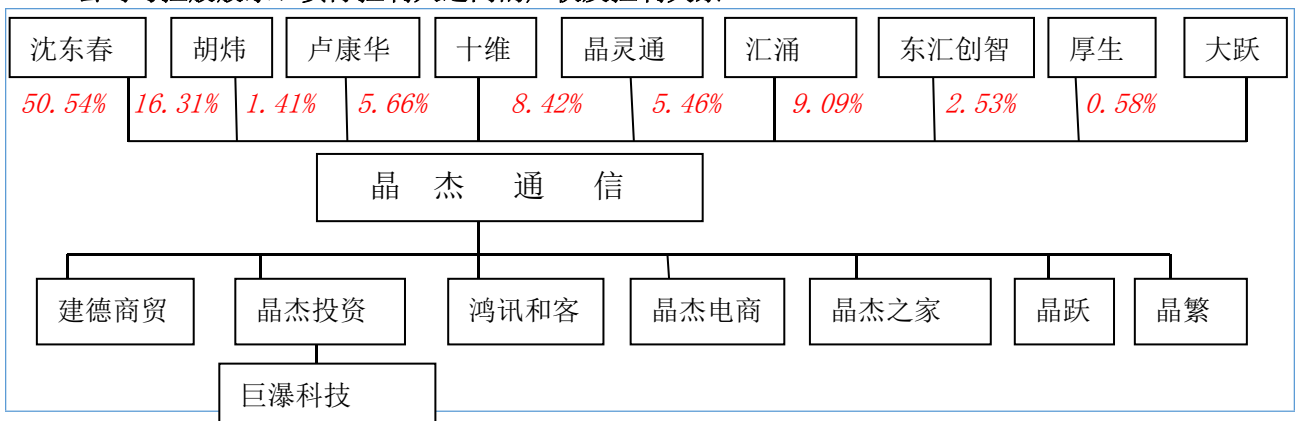 沈东春 胡炜 卢康华 十维 晶灵通 汇涌 东汇创智 厚生 大跃
50.54% 16.31% 1.41% 5.66% 8.42% 5.46% 9.09% 2.53% 0.58%
晶 杰 通 信
建德商贸 晶杰投资 鸿讯和客 晶杰电商 晶杰之家 晶跃 晶繁
巨瀑科技